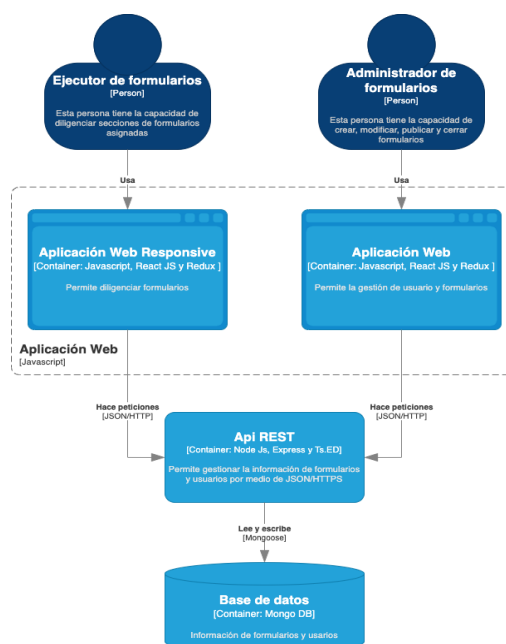 Ejecutor de formularios
[Person]
Esta persona tiene la capacidad de
diligenciar secciones de formularios
asignadas
Administrador de
formularios
[Person]
Esta persona tiene la capacidad de
crear, modificar, publicar y cerrar
formularios
Usa
Usa
Aplicación Web Responsive
[Container: Javascript, React JS y Redux ]
Permite diligenciar formularios
Aplicación Web
[Container: Javascript, React JS y Redux ]
Permite la gestión de usuario y formularios
Aplicación Web
[Javascript]
Hace peticiones
[JSON/HTTP]
Hace peticiones
[JSON/HTTP]
Api REST
[Container: Node Js, Express y Ts.ED]
Permite gestionar la información de formularios
y usuarios por medio de JSON/HTTPS
Lee y escribe
[Mongoose]
Base de datos
[Container: Mongo DB]
Información de formularios y usarios